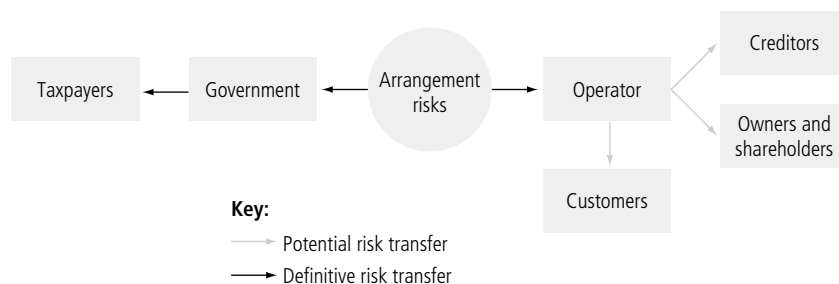 Creditors
Taxpayers
Government
Arrangement
risks
Operator
Owners and
shareholders
Customers
Key:
Potential risk transfer
Definitive risk transfer